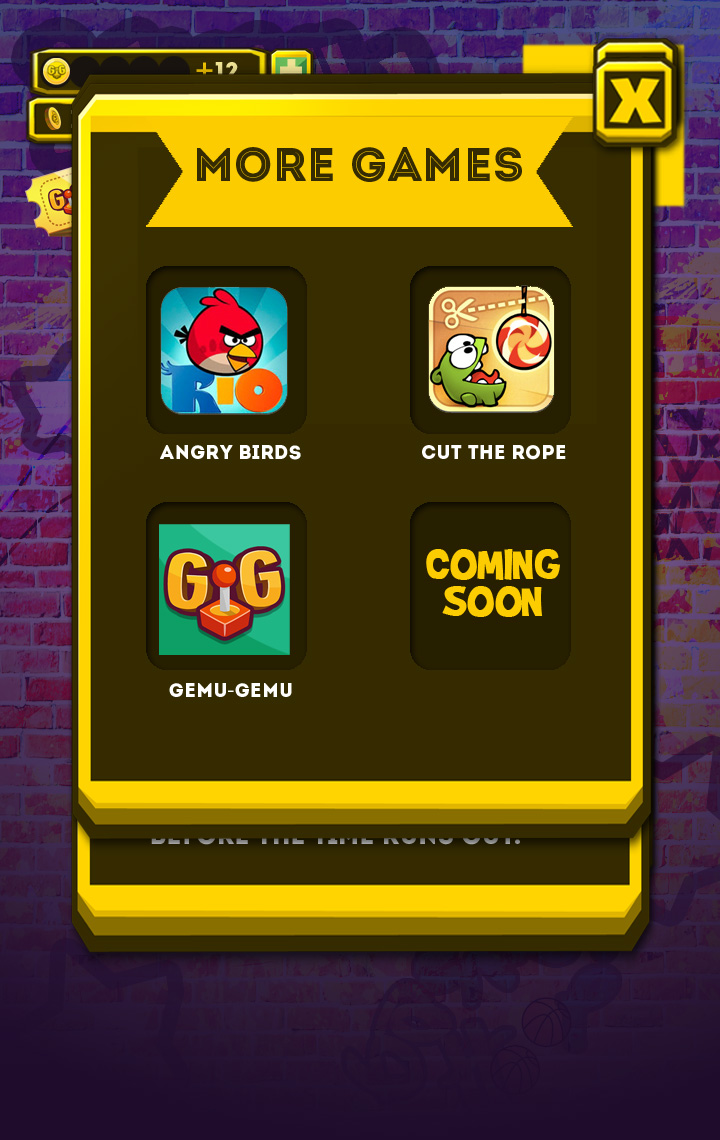 +12
X
MORE GAMES
RIO
ANGRY BIRDS
CUT THE ROPE
GG
GEMU-GEMU
COMING
SOON
BEFORE THE TIME RUNS OUT.